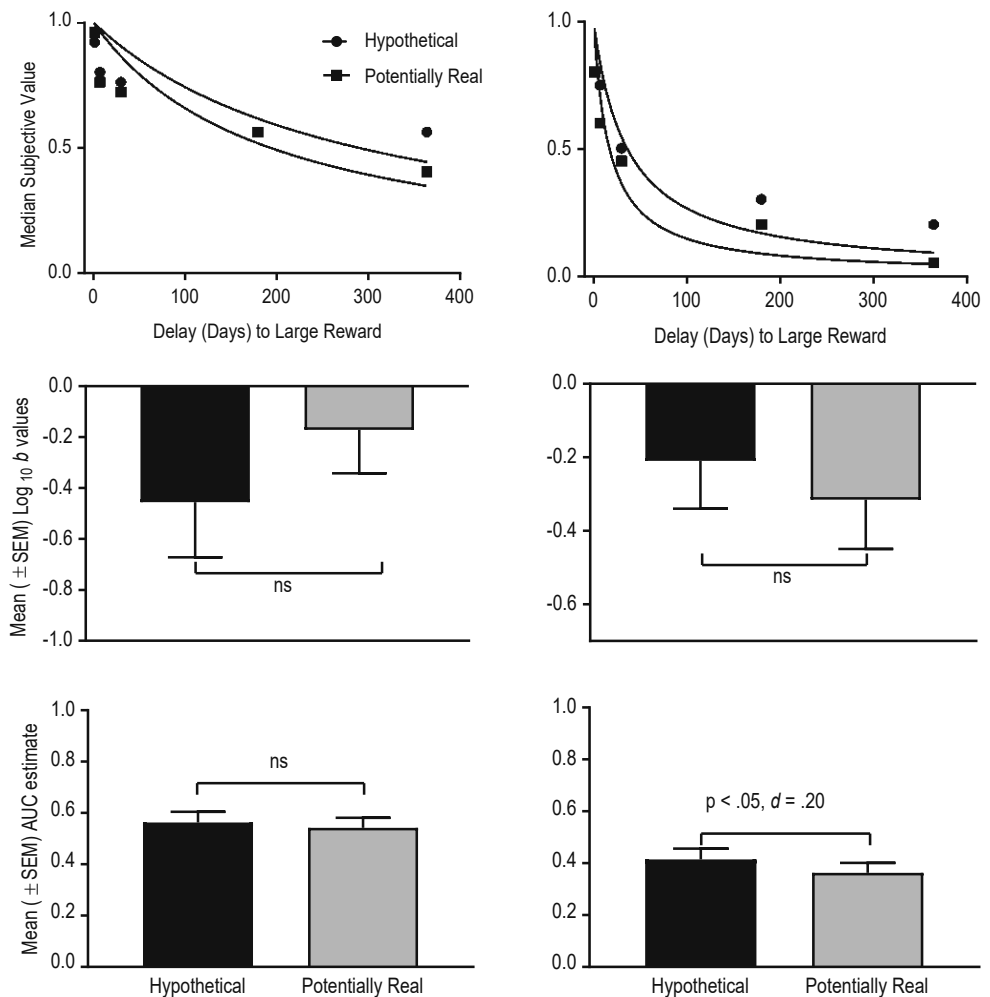 1.0
0.5
0.0
Median Subjective Value
Hypothetical
Potentially Real
0
100
200
300
400
Delay (Days) to Large Reward
1.0
0.5
0.0
0
100
200
300
400
Delay (Days) to Large Reward
0.0
-0.2
-0.4
-0.6
-0.8
-1.0
Mean ( ± SEM) Log 10 b values
ns
0.0
-0.2
-0.4
-0.6
ns
1.0
0.8
0.6
0.4
0.2
0.0
Mean ( ± SEM) AUC estimate
ns
Hypothetical
Potentially Real
1.0
0.8
0.6
0.4
0.2
0.0
p < .05, d = .20
Hypothetical
Potentially Real